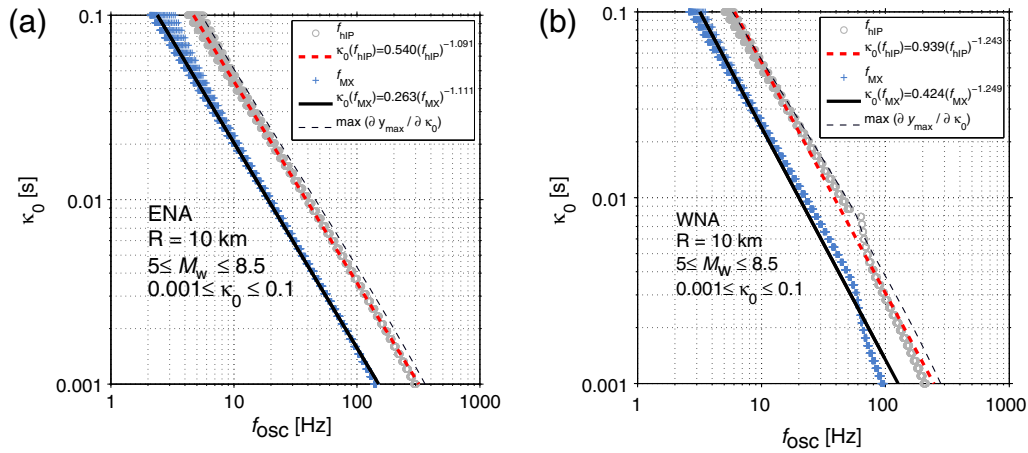 (a)
0.1
0.01
0.001
κ₀ [s]
f_hIP
κ₀(f_hIP)=0.540(f_hIP)^-1.091
f_MX
κ₀(f_MX)=0.263(f_MX)^-1.111
max (∂ y_max / ∂ κ₀)
ENA
R = 10 km
5≤ M_w ≤ 8.5
0.001≤ κ₀ ≤ 0.1
1 10 100 1000
f_osc [Hz]
(b)
0.1
0.01
0.001
κ₀ [s]
f_hIP
κ₀(f_hIP)=0.939(f_hIP)^-1.243
f_MX
κ₀(f_MX)=0.424(f_MX)^-1.249
max (∂ y_max / ∂ κ₀)
WNA
R = 10 km
5≤ M_w ≤ 8.5
0.001≤ κ₀ ≤ 0.1
1 10 100 1000
f_osc [Hz]